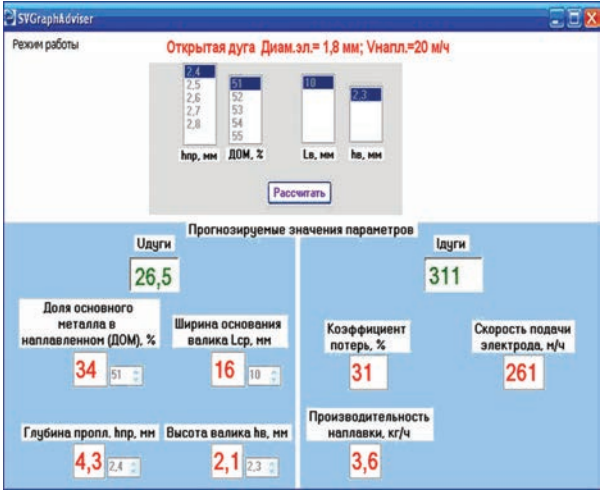 SVGraphAdviser
Режим работы
Открытая дуга Диам.эл.= 1,8 мм; Vнапл.=20 м/ч
2,4
2,5
2,6
2,7
2,8
51
52
53
54
55
10
2,3
hпр, мм ДОМ, % Lв, мм hв, мм
Рассчитать
Прогнозируемые значения параметров
Uдуги
26,5
Iдуги
311
Доля основного
металла в
наплавленном (ДОМ), %
34 51
Ширина основания
валика Lср, мм
16 10
Коэффициент
потерь, %
31
Скорость подачи
электрода, м/ч
261
Глубина пропл. hпр, мм
4,3 2,4
Высота валика hв, мм
2,1 2,3
Производительность
наплавки, кг/ч
3,6